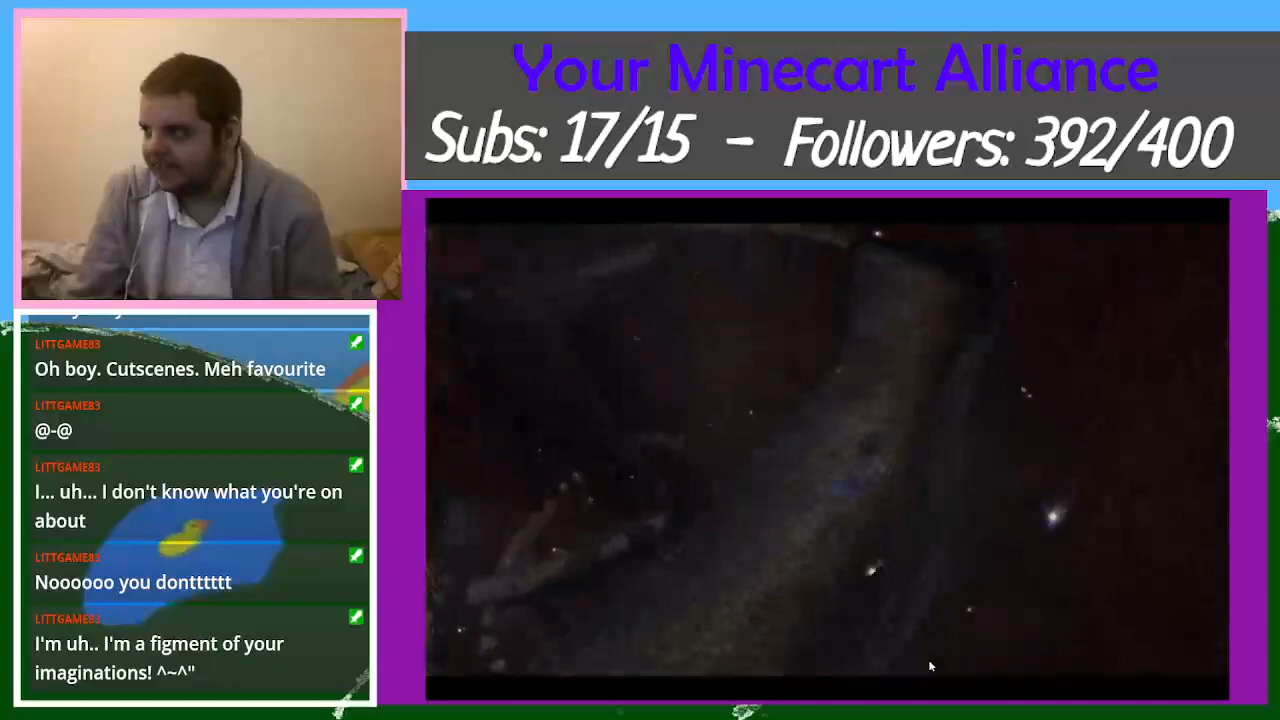 Your Minecart Alliance
Subs: 17/15 - Followers: 392/400
LITTGAME83
Oh boy. Cutscenes. Meh favourite
LITTGAME83
@-@
LITTGAME83
I... uh... I don't know what you're on
about
LITTGAME83
Noooooo you dontttttt
LITTGAME83
I'm uh.. I'm a figment of your
imaginations! ^~^"